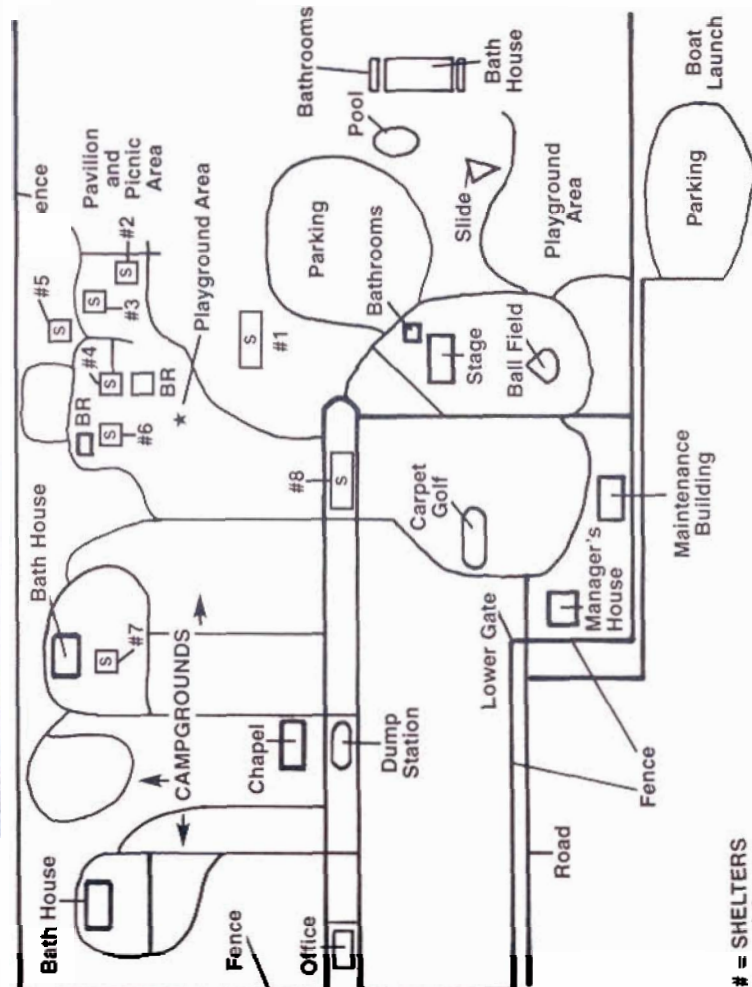 Bath House
Fence
Office
Bath House
CAMPGROUNDS
Chapel
Dump
Station
S
#7
Lower Gate
Fence
Road
# = SHELTERS
Manager's
House
Maintenance
Building
Carpet
Golf
#8
S
BR
S
#6
BR
#4
S
S
#5
S
#3
S
#2
Playground Area
Pavilion
and
Picnic
Area
ence
S
#1
Parking
Bathrooms
Stage
Ball Field
Slide
Playground
Area
Pool
Bathrooms
Bath
House
Parking
Boat
Launch